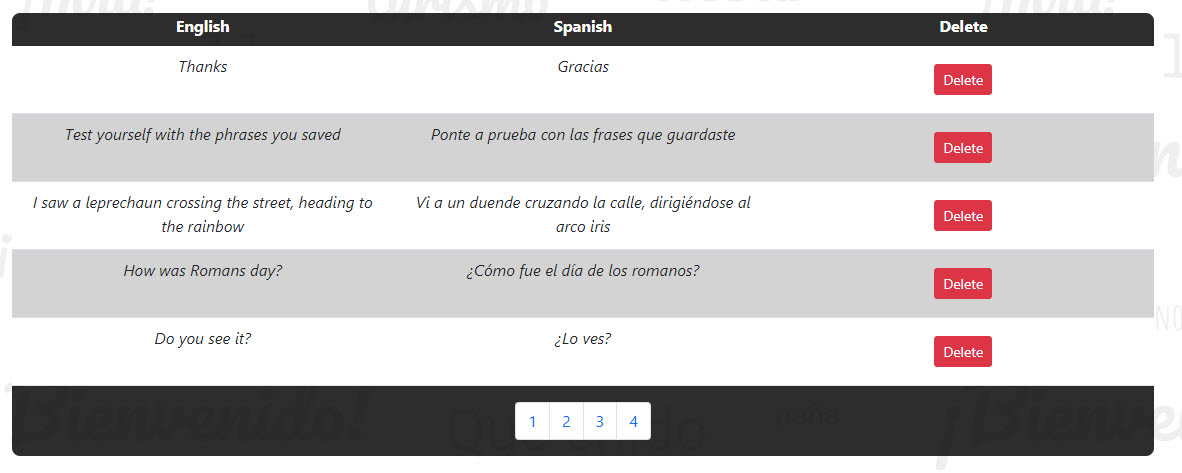 English Spanish Delete
Thanks Gracias Delete
Test yourself with the phrases you saved Ponte a prueba con las frases que guardaste Delete
I saw a leprechaun crossing the street, heading to Vi a un duende cruzando la calle, dirigiéndose al Delete
the rainbow arco iris
How was Romans day? ¿Cómo fue el día de los romanos? Delete
Do you see it? ¿Lo ves? Delete
¡Bienvenido! paña ¡Bienvenido
1 2 3 4